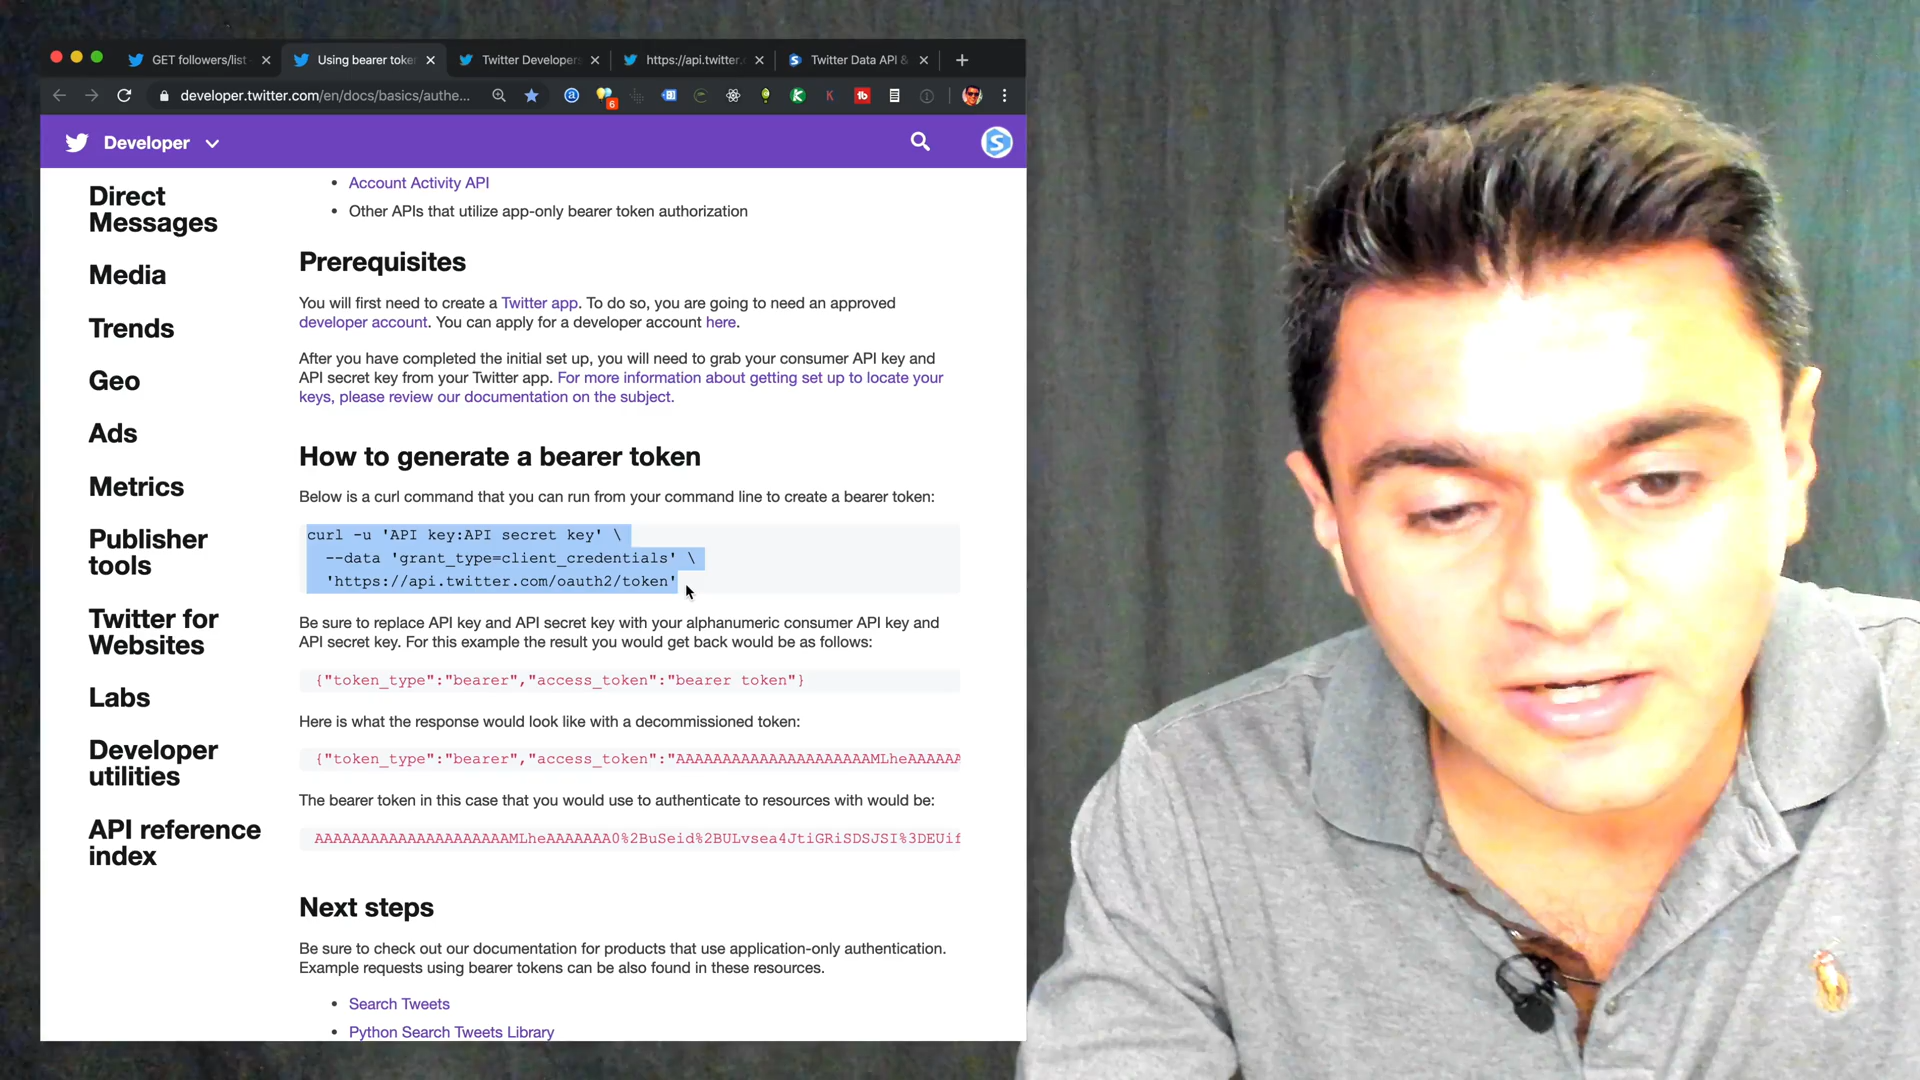 GET followers/list
Using bearer toke
Twitter Developer
https://api.twitter.
Twitter Data API &
developer.twitter.com/en/docs/basics/authe...
6
Developer
Direct
Messages
Media
Trends
Geo
Ads
Metrics
Publisher
tools
Twitter for
Websites
Labs
Developer
utilities
API reference
index
• Account Activity API
• Other APIs that utilize app-only bearer token authorization
Prerequisites
You will first need to create a Twitter app. To do so, you are going to need an approved
developer account. You can apply for a developer account here.
After you have completed the initial set up, you will need to grab your consumer API key and
API secret key from your Twitter app. For more information about getting set up to locate your
keys, please review our documentation on the subject.
How to generate a bearer token
Below is a curl command that you can run from your command line to create a bearer token:
curl -u 'API key:API secret key' \
--data 'grant_type=client_credentials' \
'https://api.twitter.com/oauth2/token'
Be sure to replace API key and API secret key with your alphanumeric consumer API key and
API secret key. For this example the result you would get back would be as follows:
{"token_type":"bearer","access_token":"bearer token"}
Here is what the response would look like with a decommissioned token:
{"token_type":"bearer","access_token":"AAAAAAAAAAAAAAAAAAAAAMLheAAAAAA
The bearer token in this case that you would use to authenticate to resources with would be:
AAAAAAAAAAAAAAAAAAAAAMLheAAAAAAA0%2BuSeid%2BULvsea4JtiGRiSDSJSI%3DEUif
Next steps
Be sure to check out our documentation for products that use application-only authentication.
Example requests using bearer tokens can be also found in these resources.
• Search Tweets
• Python Search Tweets Library